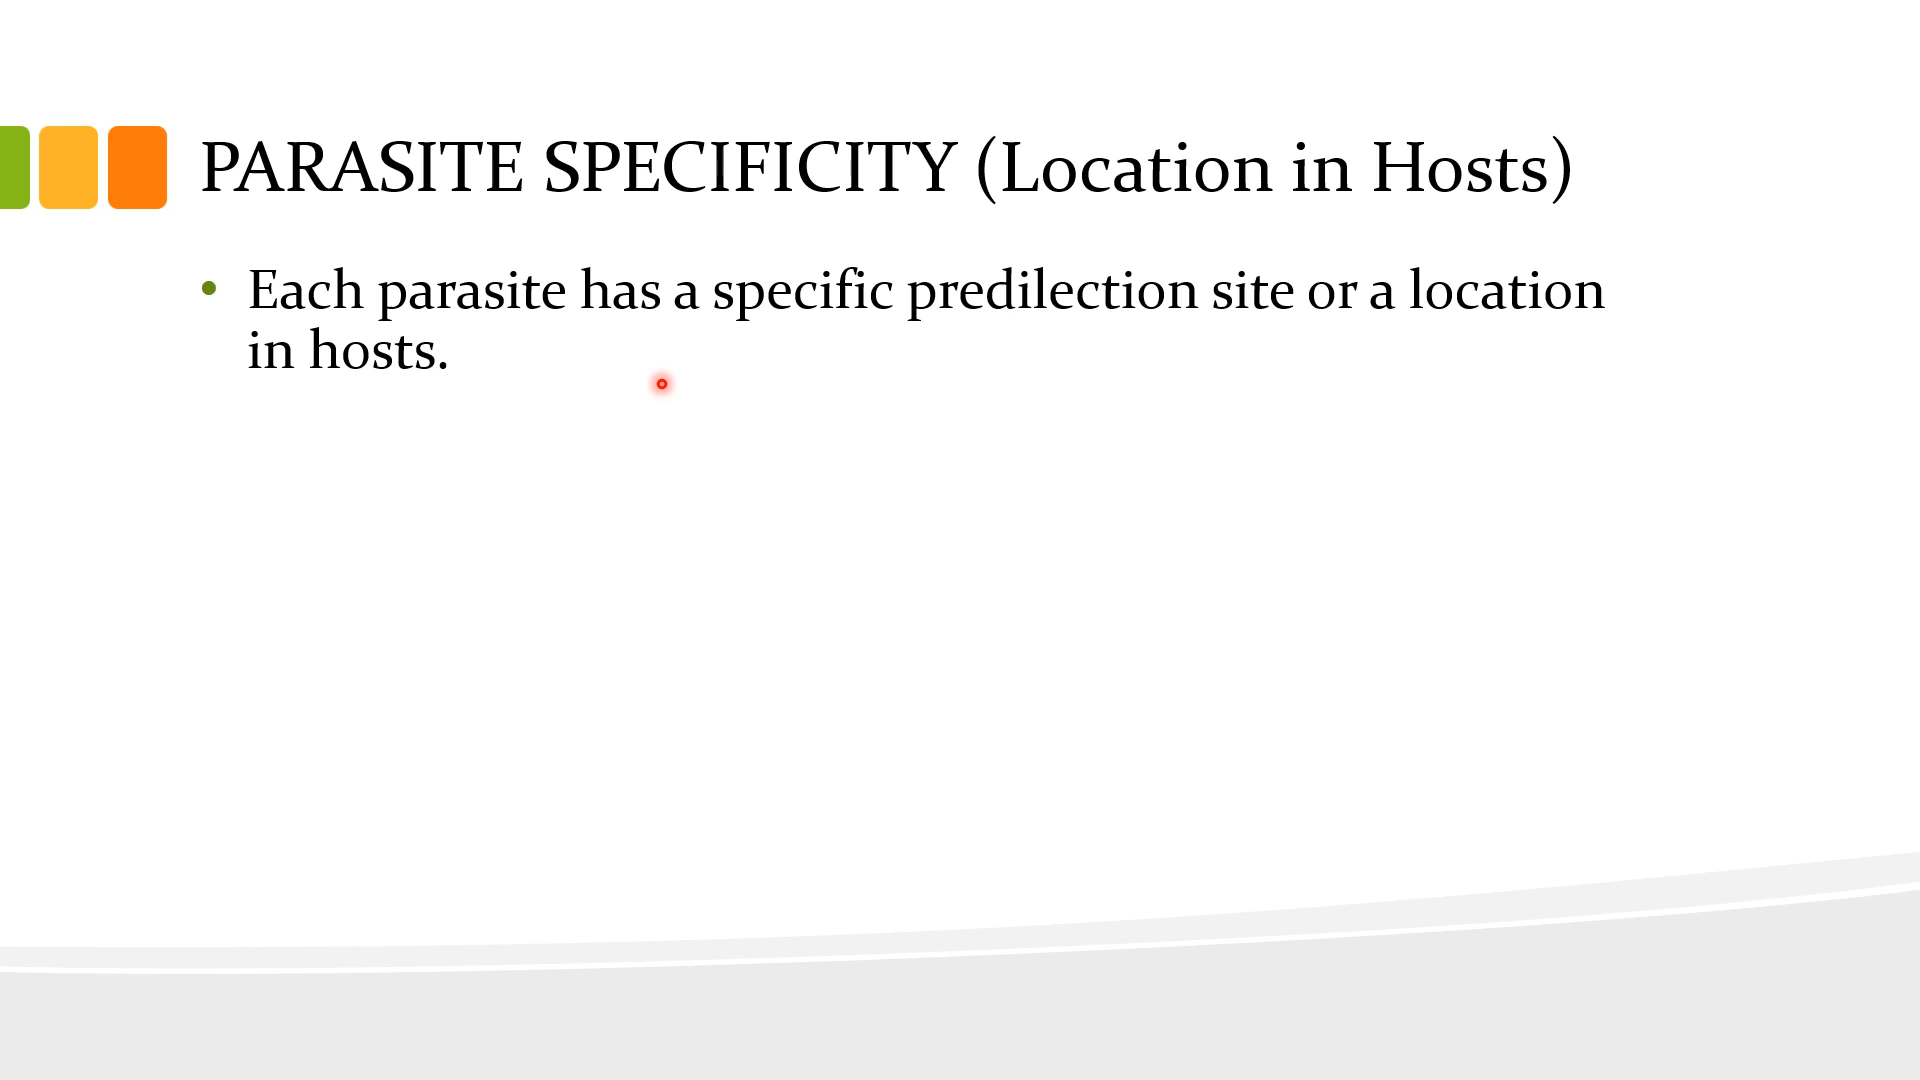 PARASITE SPECIFICITY (Location in Hosts)
• Each parasite has a specific predilection site or a location
in hosts.